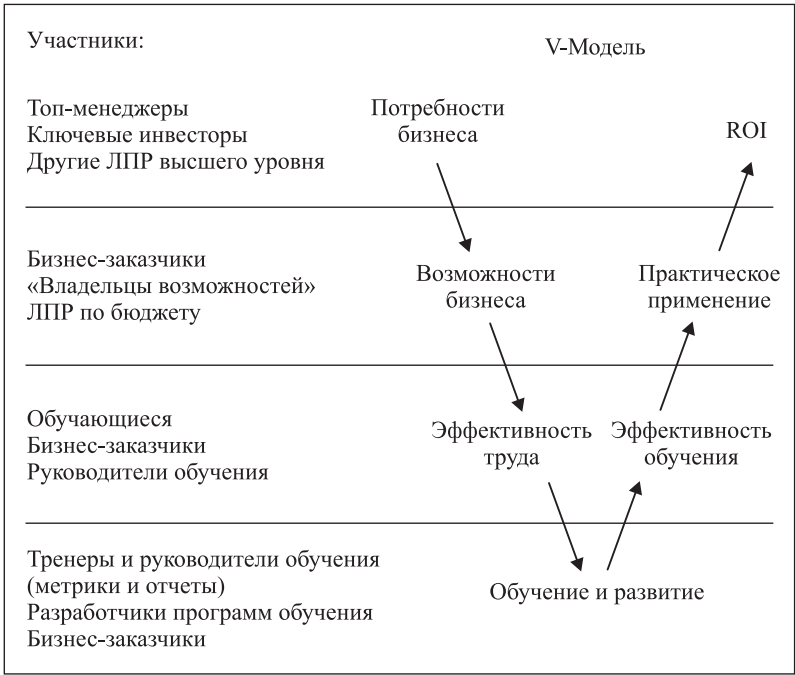 Участники:
V-Модель
Топ-менеджеры
Ключевые инвесторы
Другие ЛПР высшего уровня
Потребности
бизнеса
ROI
Бизнес-заказчики
«Владельцы возможностей»
ЛПР по бюджету
Возможности
бизнеса
Практическое
применение
Обучающиеся
Бизнес-заказчики
Руководители обучения
Эффективность
труда
Эффективность
обучения
Тренеры и руководители обучения
(метрики и отчеты)
Разработчики программ обучения
Бизнес-заказчики
Обучение и развитие